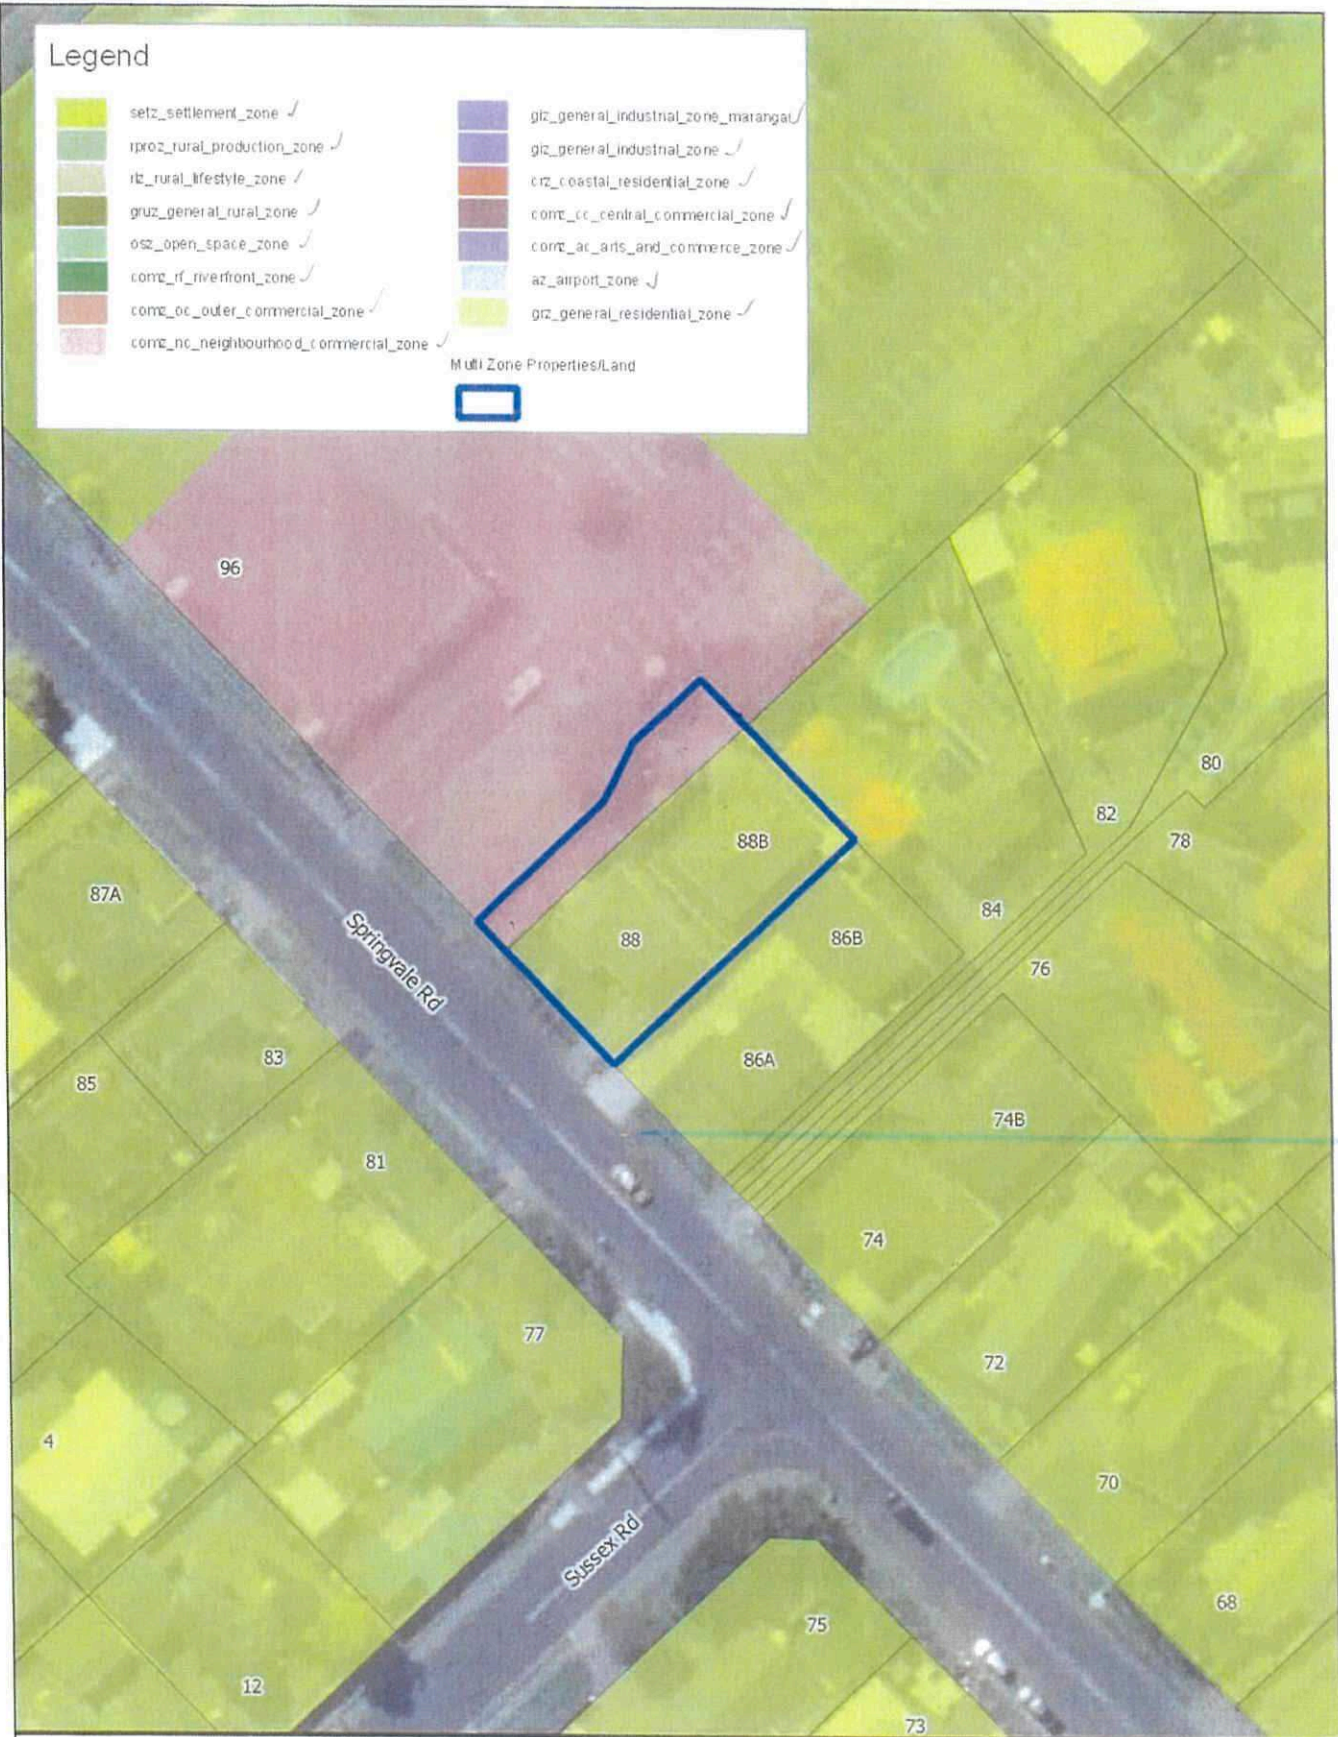 Legend
setz_settlement_zone ✓
rproz_rural_production_zone ✓
rlz_rural_lifestyle_zone ✓
gruz_general_rural_zone ✓
osz_open_space_zone ✓
comz_rf_riverfront_zone ✓
comz_oc_outer_commercial_zone ✓
comz_nc_neighbourhood_commercial_zone ✓
giz_general_industrial_zone_marangai ✓
giz_general_industrial_zone ✓
crz_coastal_residential_zone ✓
comz_cc_central_commercial_zone ✓
comz_ac_arts_and_commerce_zone ✓
az_airport_zone ✓
grz_general_residential_zone ✓
Multi Zone Properties/Land
96
80
82
78
88B
87A
84
88
86B
76
Springvale Rd
83
86A
85
74B
81
74
77
72
4
70
Sussex Rd
68
75
12
73